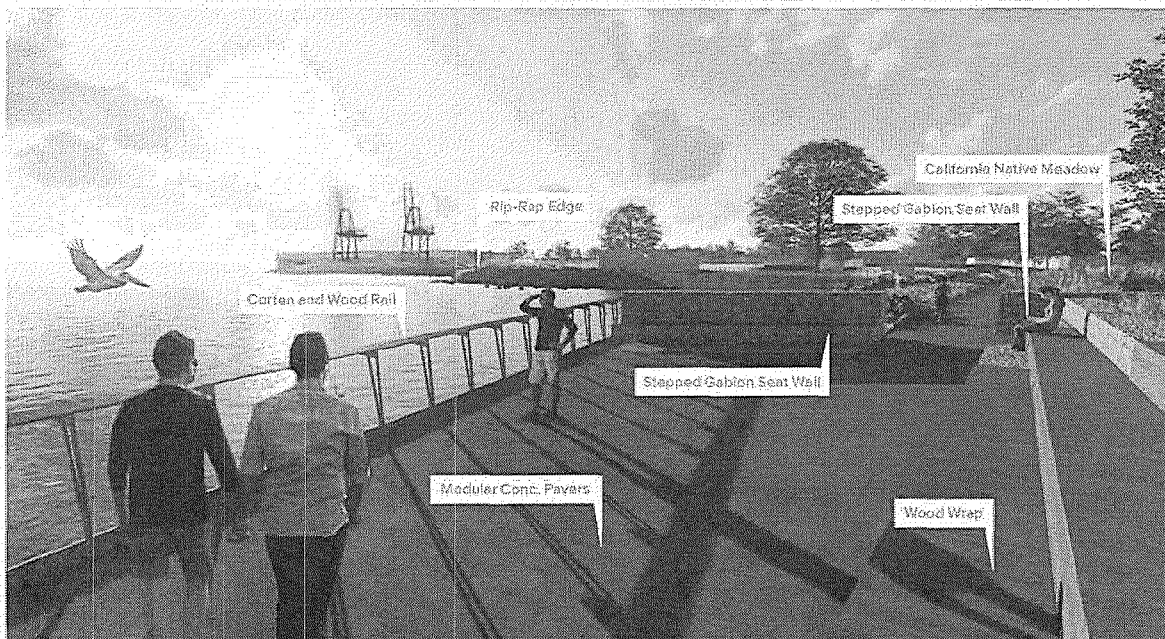 California Native Meadow
Stepped Gabion Seat Wall
Rip-Rap Edge
Corten and Wood Rail
Stepped Gabion Seat Wall
Modular Conc. Pavers
Wood Wrap